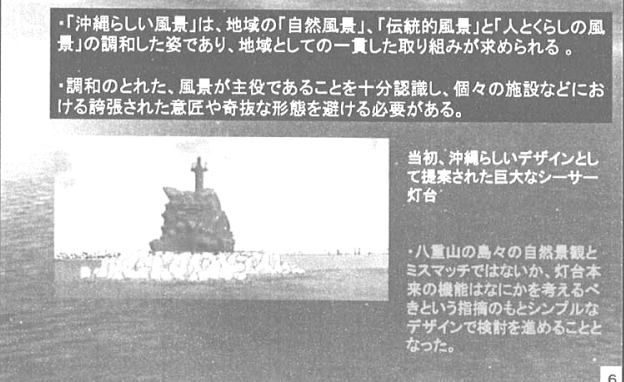 ・「沖縄らしい風景」は、地域の「自然風景」、「伝統的風景」と「人とくらしの風
景」の調和した姿であり、地域としての一貫した取り組みが求められる 。
・調和のとれた、風景が主役であることを十分認識し、個々の施設などにお
ける誇張された意匠や奇抜な形態を避ける必要がある。
当初、沖縄らしいデザインとし
て提案された巨大なシーサー
灯台
・八重山の島々の自然景観と
ミスマッチではないか、灯台本
来の機能はなにかを考えるべ
きという指摘のもとシンプルな
デザインで検討を進めることと
なった。
6